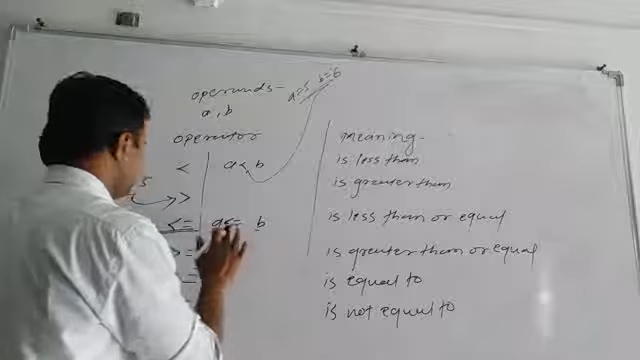 operands= a=5 b=6
a, b
operator meaning.
< a< b is less than
> is greater than
<= a<= b is less than or equal
>= is greater than or equal
is equal to
is not equal to